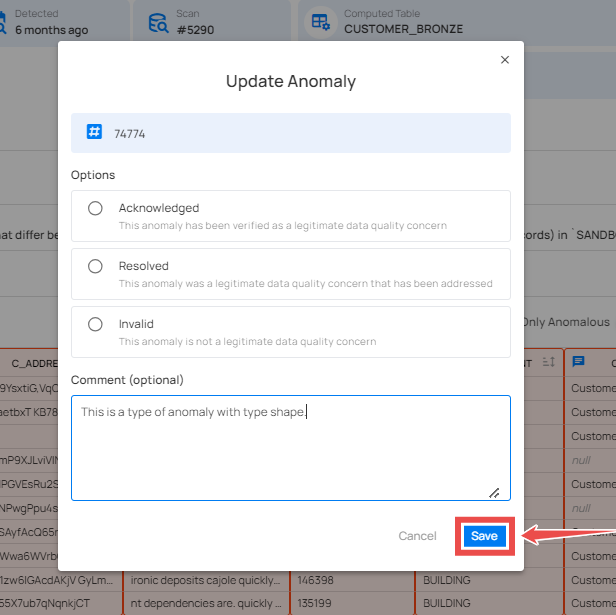 Detected
6 months ago
Scan
#5290
Computed Table
CUSTOMER_BRONZE
Update Anomaly
74774
Options
Acknowledged
This anomaly has been verified as a legitimate data quality concern
Resolved
This anomaly was a legitimate data quality concern that has been addressed
Invalid
This anomaly is not a legitimate data quality concern
Comment (optional)
This is a type of anomaly with type shape.
Cancel
Save
hat differ be
cords) in `SANDB
Only Anomalous
C_ADDRE
NT
C
9YsxtiG,VqC
Custome
aetbxT KB78
Custome
Custome
mP9XJLviVIN
null
Custome
null
SAyfAcQ65r
Custome
Custome
1zw6IGAcdAKjV GyLm...
ironic deposits cajole quickly...
146398
BUILDING
Custome
55X7ub7qNqnkjCT
nt dependencies are. quickly ...
135199
BUILDING
Custome